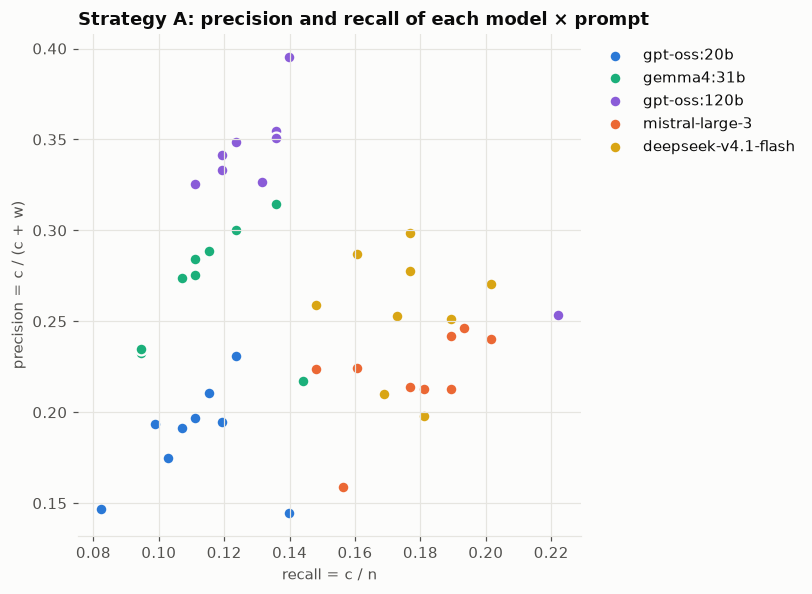 Strategy A: precision and recall of each model × prompt
gpt-oss:20b
gemma4:31b
gpt-oss:120b
mistral-large-3
deepseek-v4.1-flash
precision = c / (c + w)
0.40
0.35
0.30
0.25
0.20
0.15
0.08 0.10 0.12 0.14 0.16 0.18 0.20 0.22
recall = c / n